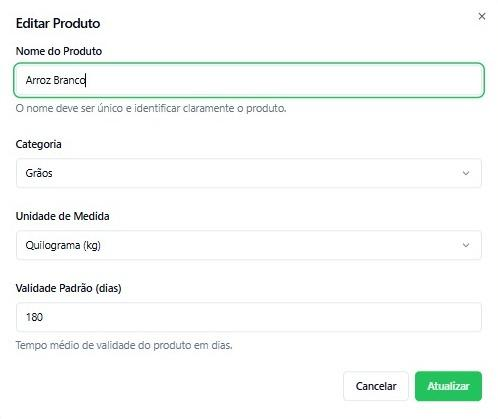 Editar Produto
Nome do Produto
Arroz Branco
O nome deve ser único e identificar claramente o produto.
Categoria
Grãos
Unidade de Medida
Quilograma (kg)
Validade Padrão (dias)
180
Tempo médio de validade do produto em dias.
Cancelar
Atualizar